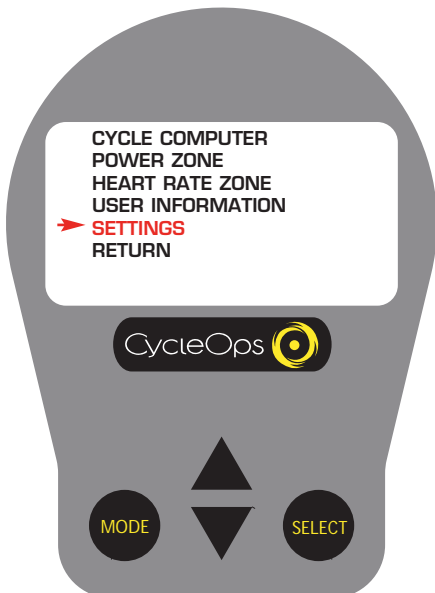 CYCLE COMPUTER
POWER ZONE
HEART RATE ZONE
USER INFORMATION
SETTINGS
RETURN
CycleOps
MODE
SELECT